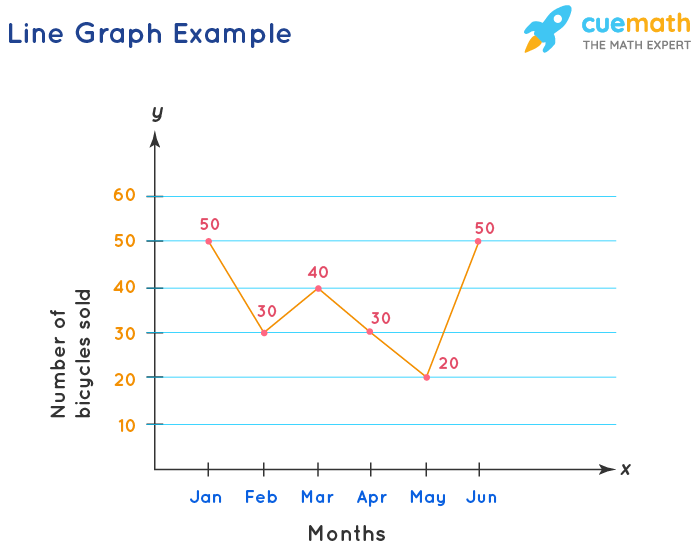 Line Graph Example
cuemath
THE MATH EXPERT
y
60
50
40
30
20
10
Number of
bicycles sold
50
30
40
30
20
50
x
Jan Feb Mar Apr May Jun
Months